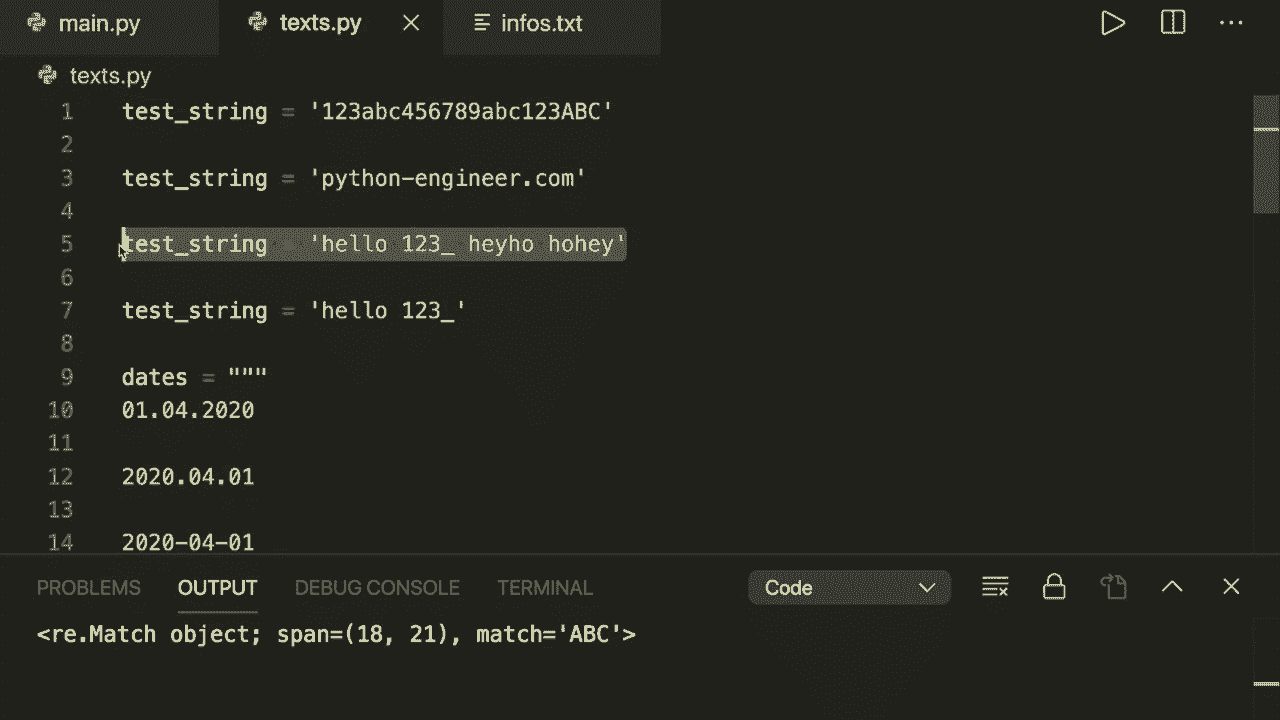 main.py texts.py infos.txt
texts.py
1 test_string = '123abc456789abc123ABC'
2
3 test_string = 'python-engineer.com'
4
5 test_string = 'hello 123_ heyho hohey'
6
7 test_string = 'hello 123_'
8
9 dates = """
10 01.04.2020
11
12 2020.04.01
13
14 2020-04-01
PROBLEMS OUTPUT DEBUG CONSOLE TERMINAL Code
<re.Match object; span=(18, 21), match='ABC'>